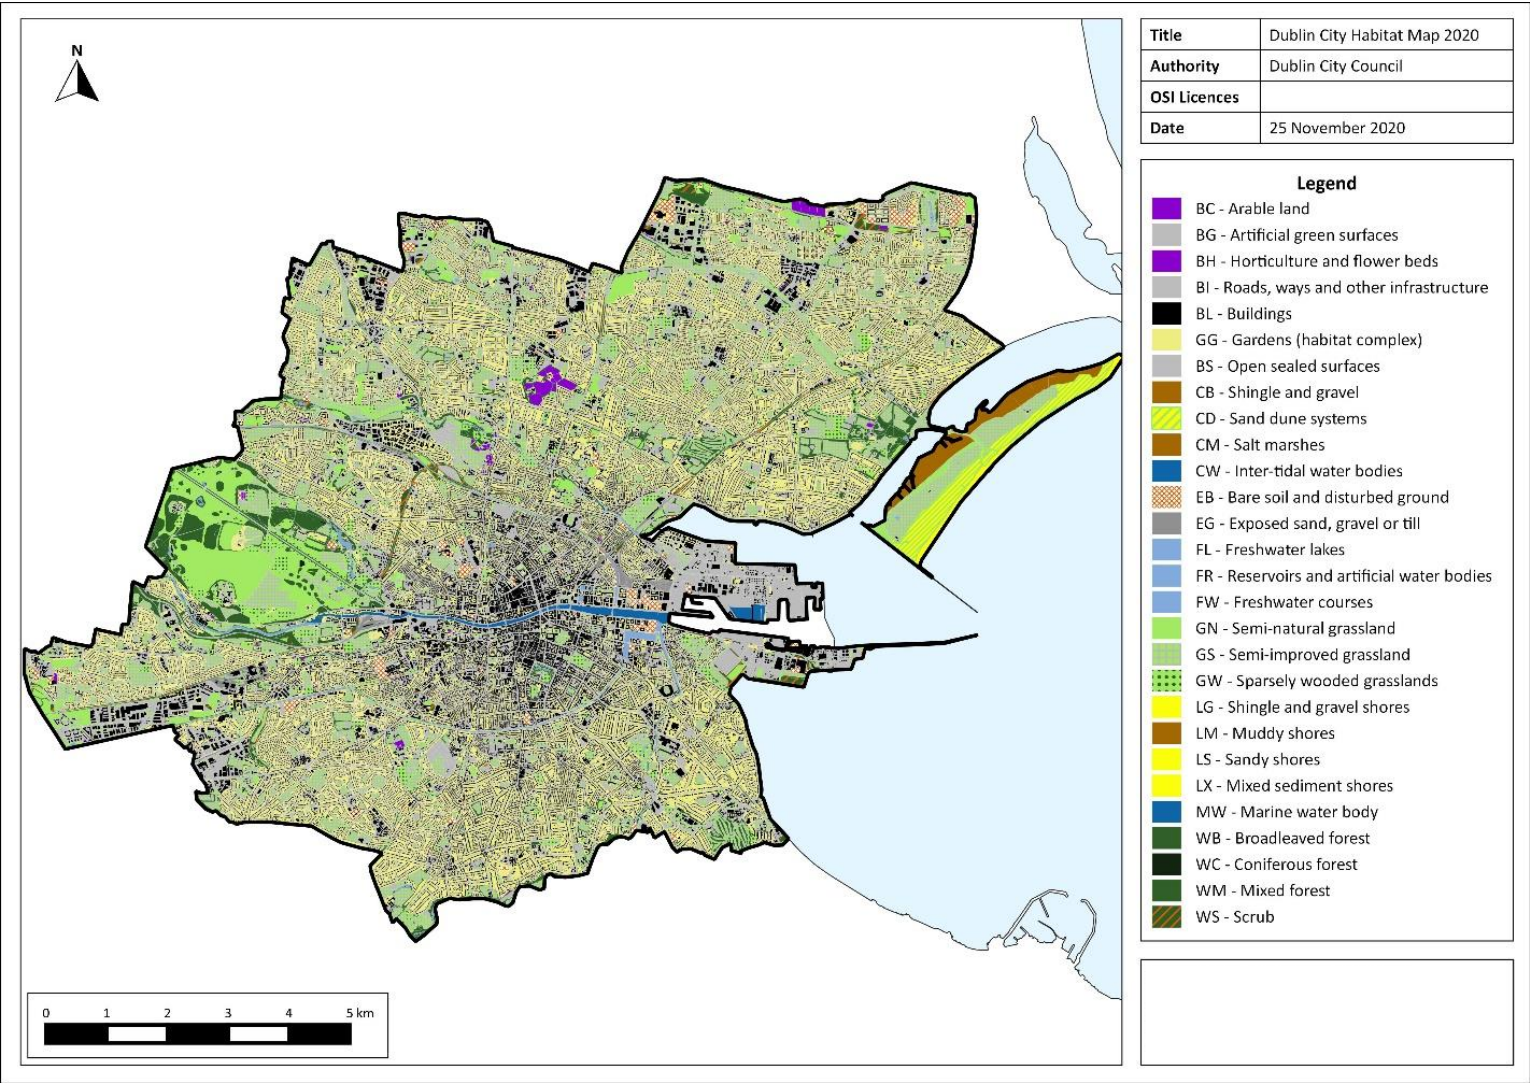 N
Title Dublin City Habitat Map 2020
Authority Dublin City Council
OSI Licences
Date 25 November 2020
Legend
BC - Arable land
BG - Artificial green surfaces
BH - Horticulture and flower beds
BI - Roads, ways and other infrastructure
BL - Buildings
GG - Gardens (habitat complex)
BS - Open sealed surfaces
CB - Shingle and gravel
CD - Sand dune systems
CM - Salt marshes
CW - Inter-tidal water bodies
EB - Bare soil and disturbed ground
EG - Exposed sand, gravel or till
FL - Freshwater lakes
FR - Reservoirs and artificial water bodies
FW - Freshwater courses
GN - Semi-natural grassland
GS - Semi-improved grassland
GW - Sparsely wooded grasslands
LG - Shingle and gravel shores
LM - Muddy shores
LS - Sandy shores
LX - Mixed sediment shores
MW - Marine water body
WB - Broadleaved forest
WC - Coniferous forest
WM - Mixed forest
WS - Scrub
0 1 2 3 4 5 km